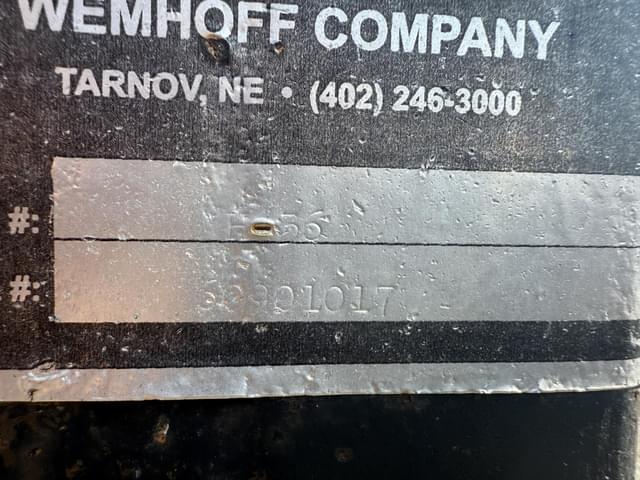 WEMHOFF COMPANY
TARNOV, NE • (402) 246-3000
#:
#: